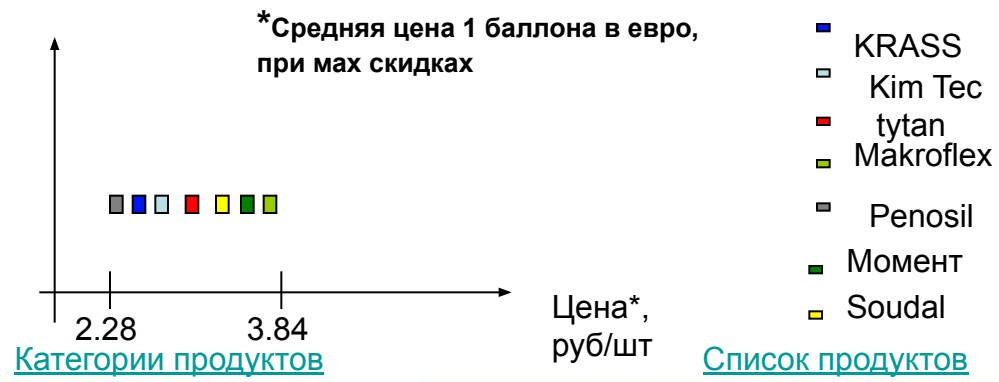 *Средняя цена 1 баллона в евро,
при мах скидках
KRASS
Kim Tec
tytan
Makroflex
Penosil
Момент
Soudal
2.28
3.84
Цена*,
руб/шт
Категории продуктов
Список продуктов